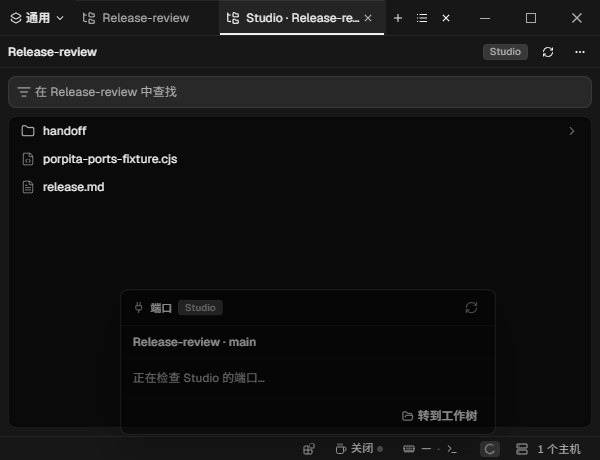 通用 Release-review Studio · Release-re...
Release-review Studio
在 Release-review 中查找
handoff
porpita-ports-fixture.cjs
release.md
端口 Studio
Release-review · main
正在检查 Studio 的端口...
转到工作树
关闭 1 个主机